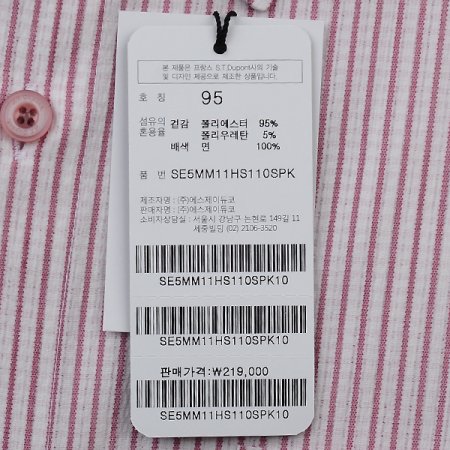 본 제품은 프랑스 S.T.Dupont사의 기술
및 디자인 제공으로 제조한 상품입니다.
호 칭 95
섬유의 겉감 폴리에스터 95%
혼용율 폴리우레탄 5%
배색 면 100%
품 번 SE5MM11HS110SPK
제조자명 : (주)에스제이듀코
판매자명 : (주)에스제이듀코
소비자상담실 : 서울시 강남구 논현로 149길 11
세중빌딩 (02) 2106-3520
SE5MM11HS110SPK10
SE5MM11HS110SPK10
판매가격:₩219,000
SE5MM11HS110SPK10